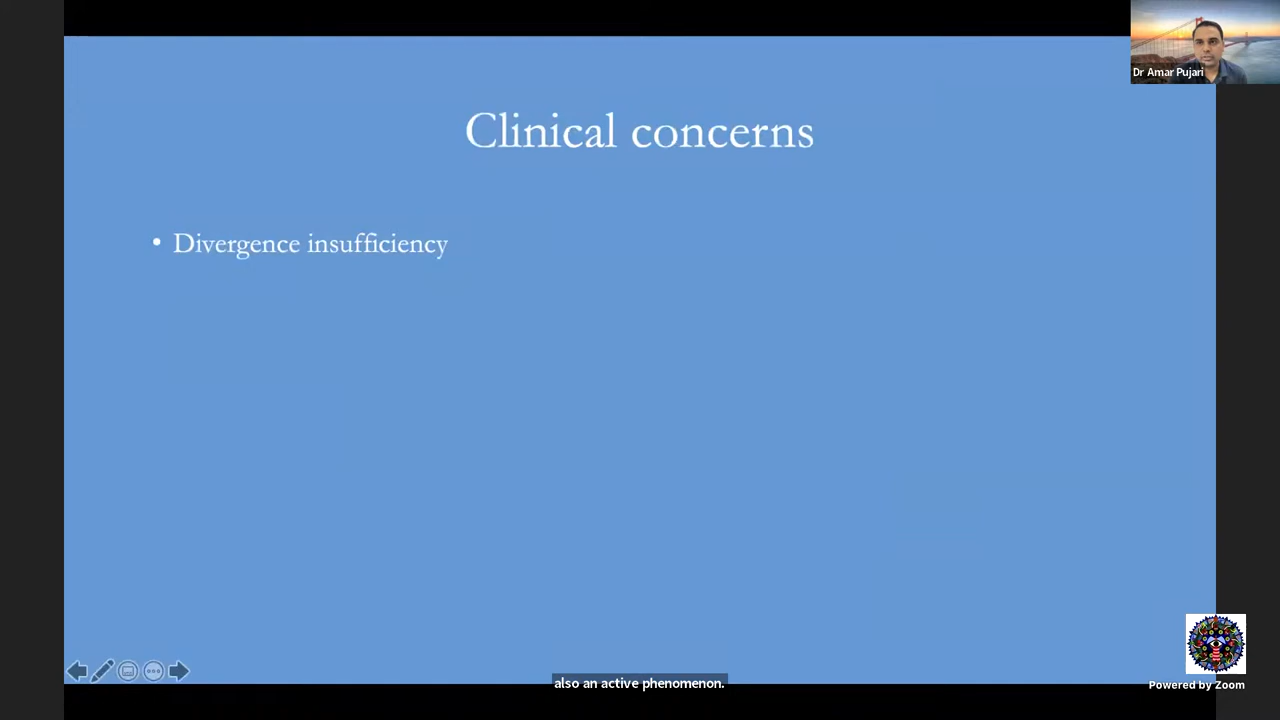 Dr Amar Pujari
Clinical concerns
• Divergence insufficiency
also an active phenomenon.
Powered by Zoom